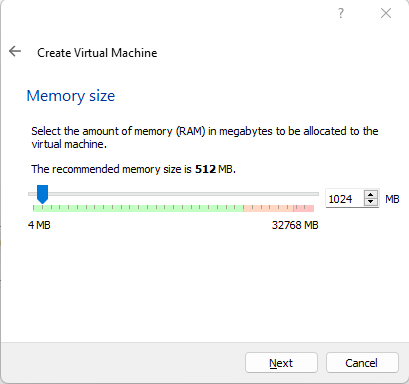 ?
Create Virtual Machine
Memory size
Select the amount of memory (RAM) in megabytes to be allocated to the
virtual machine.
The recommended memory size is 512 MB.
1024 MB
4 MB 32768 MB
Next Cancel